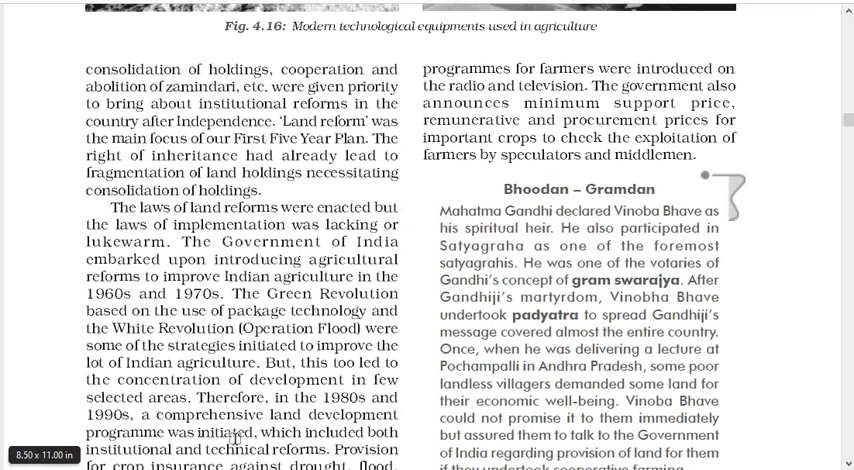 Fig. 4.16: Modern technological equipments used in agriculture
consolidation of holdings, cooperation and
abolition of zamindari, etc. were given priority
to bring about institutional reforms in the
country after Independence. 'Land reform' was
the main focus of our First Five Year Plan. The
right of inheritance had already lead to
fragmentation of land holdings necessitating
consolidation of holdings.
The laws of land reforms were enacted but
the laws of implementation was lacking or
lukewarm. The Government of India
embarked upon introducing agricultural
reforms to improve Indian agriculture in the
1960s and 1970s. The Green Revolution
based on the use of package technology and
the White Revolution (Operation Flood) were
some of the strategies initiated to improve the
lot of Indian agriculture. But, this too led to
the concentration of development in few
selected areas. Therefore, in the 1980s and
1990s, a comprehensive land development
programme was initiated, which included both
institutional and technical reforms. Provision
for crop insurance against drought, flood,
programmes for farmers were introduced on
the radio and television. The government also
announces minimum support price,
remunerative and procurement prices for
important crops to check the exploitation of
farmers by speculators and middlemen.
Bhoodan – Gramdan
Mahatma Gandhi declared Vinoba Bhave as
his spiritual heir. He also participated in
Satyagraha as one of the foremost
satyagrahis. He was one of the votaries of
Gandhi's concept of gram swarajya. After
Gandhiji's martyrdom, Vinobha Bhave
undertook padyatra to spread Gandhiji's
message covered almost the entire country.
Once, when he was delivering a lecture at
Pochampalli in Andhra Pradesh, some poor
landless villagers demanded some land for
their economic well-being. Vinoba Bhave
could not promise it to them immediately
but assured them to talk to the Government
of India regarding provision of land for them
if they undertook cooperative farming.
8.50 x 11.00 in